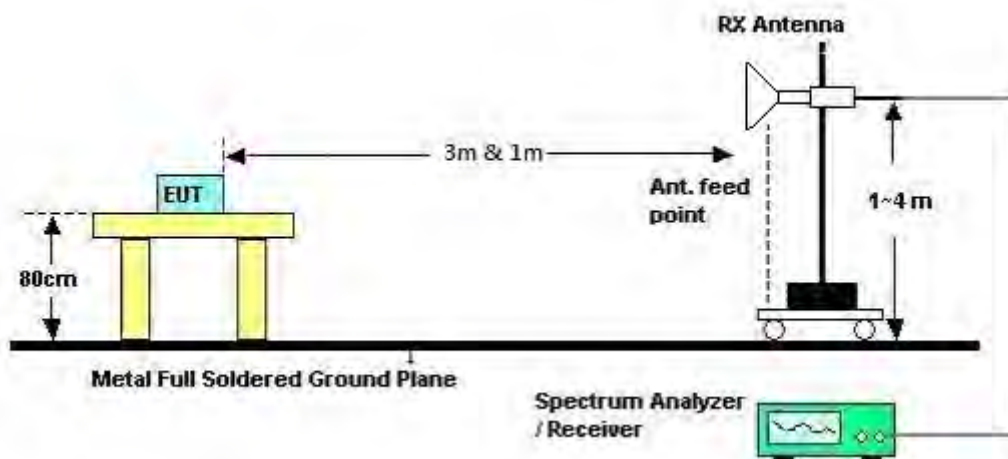 RX Antenna
3m & 1m
EUT
Ant. feed
point
1~4 m
80cm
Metal Full Soldered Ground Plane
Spectrum Analyzer
/ Receiver